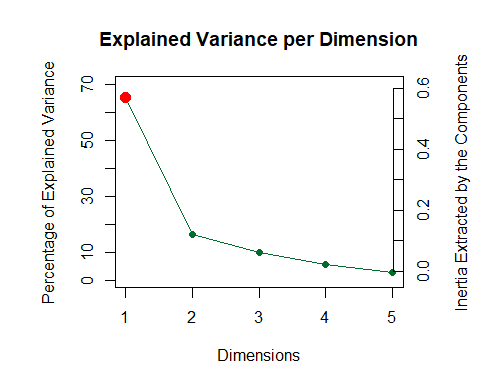 Explained Variance per Dimension
Percentage of Explained Variance
70
50
30
10
0
0.6
0.4
0.2
0.0
Inertia Extracted by the Components
1 2 3 4 5
Dimensions